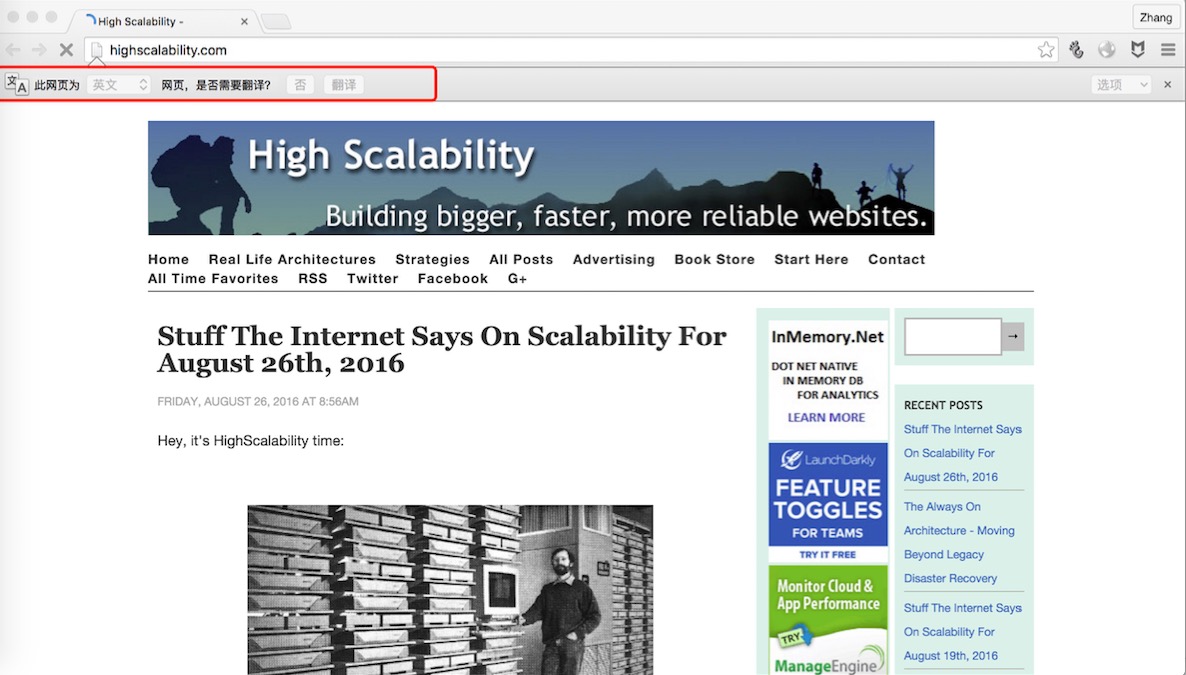 High Scalability -
Zhang
highscalability.com
此网页为 英文 网页，是否需要翻译? 否 翻译 选项
High Scalability
Building bigger, faster, more reliable websites.
Home Real Life Architectures Strategies All Posts Advertising Book Store Start Here Contact
All Time Favorites RSS Twitter Facebook G+
Stuff The Internet Says On Scalability For
August 26th, 2016
FRIDAY, AUGUST 26, 2016 AT 8:56AM
Hey, it's HighScalability time:
InMemory.Net
DOT NET NATIVE
IN MEMORY DB
FOR ANALYTICS
LEARN MORE
LaunchDarkly
FEATURE
TOGGLES
FOR TEAMS
TRY IT FREE
Monitor Cloud &
App Performance
TRY
ManageEngine
RECENT POSTS
Stuff The Internet Says
On Scalability For
August 26th, 2016
The Always On
Architecture - Moving
Beyond Legacy
Disaster Recovery
Stuff The Internet Says
On Scalability For
August 19th, 2016